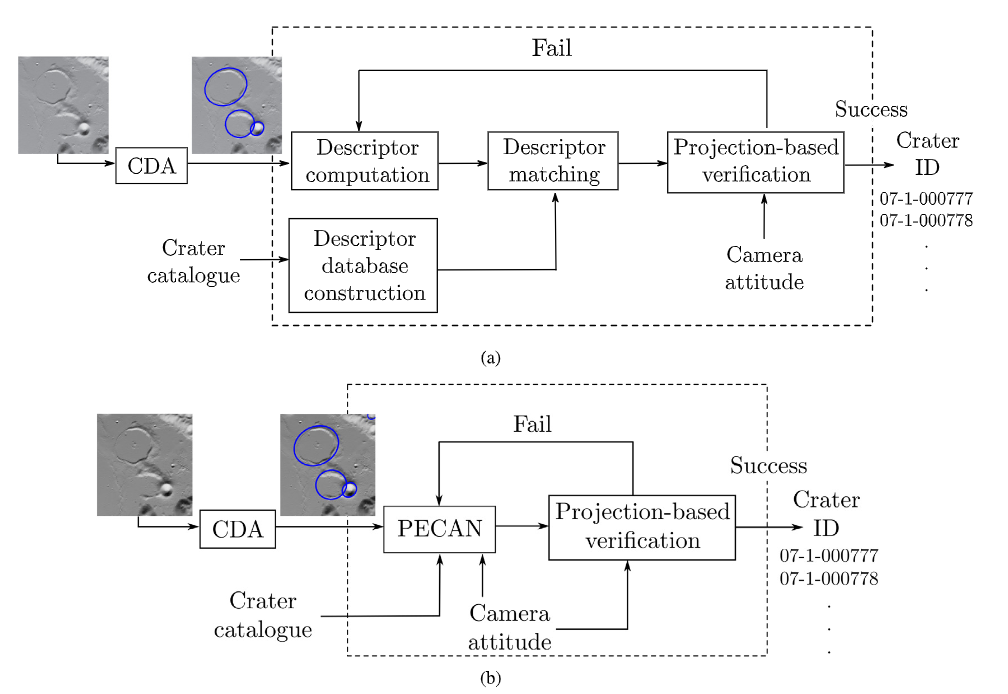 Fail
Success
CDA
Descriptor
computation
Descriptor
matching
Projection-based
verification
Crater
ID
07-1-000777
07-1-000778
.
.
.
Crater
catalogue
Descriptor
database
construction
Camera
attitude
(a)
Fail
Success
CDA
PECAN
Projection-based
verification
Crater
ID
07-1-000777
07-1-000778
.
.
.
Crater
catalogue
Camera
attitude
(b)